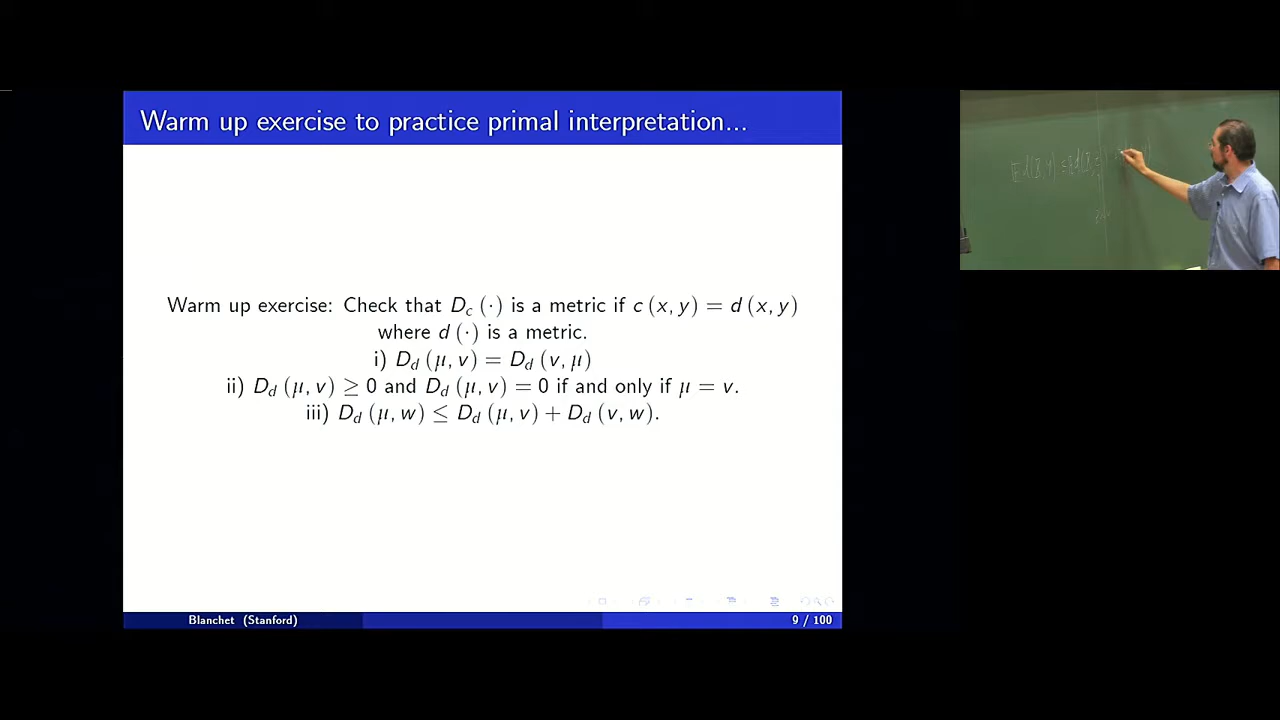 Warm up exercise to practice primal interpretation...
Warm up exercise: Check that D_c (·) is a metric if c (x, y) = d (x, y)
where d (·) is a metric.
i) D_d (μ, v) = D_d (v, μ)
ii) D_d (μ, v) ≥ 0 and D_d (μ, v) = 0 if and only if μ = v.
iii) D_d (μ, w) ≤ D_d (μ, v) + D_d (v, w).
Blanchet (Stanford)
9 / 100